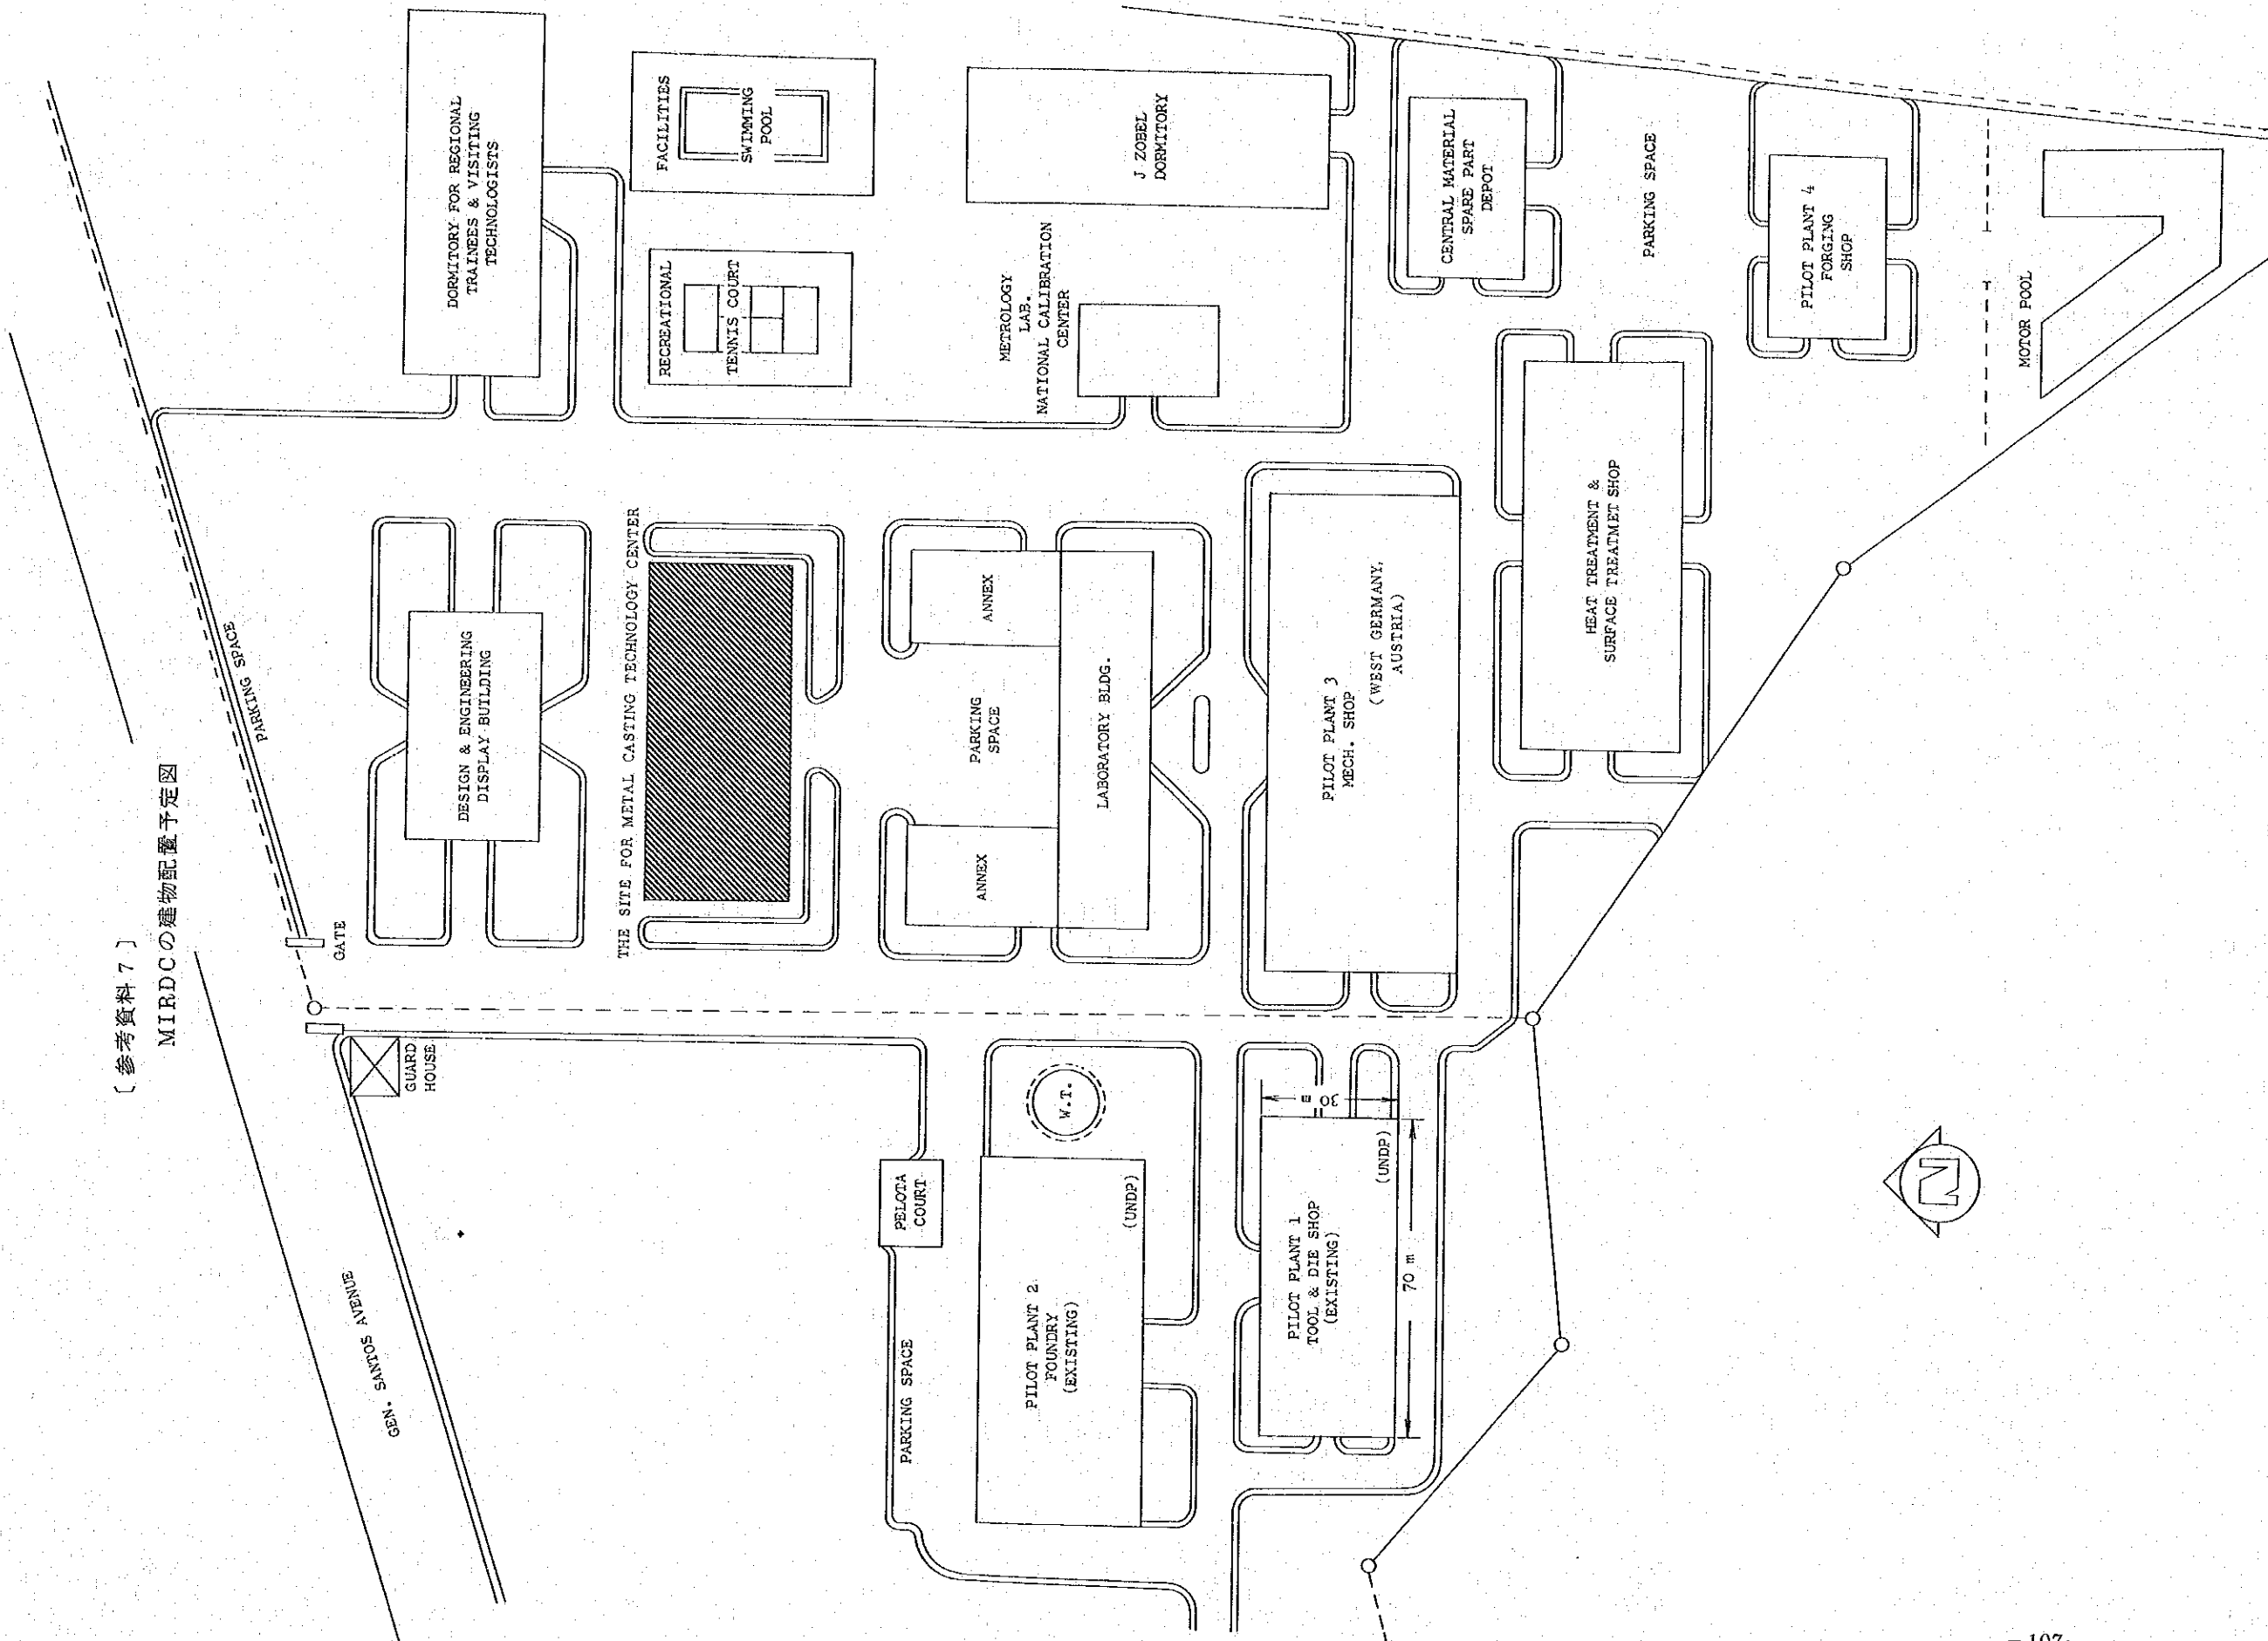 〔参考資料7〕
MIRDCの建物配置予定図
GEN. SANTOS AVENUE
GUARD
HOUSE
GATE
PARKING SPACE
DORMITORY FOR REGIONAL
TRAINEES & VISITING
TECHNOLOGISTS
DESIGN & ENGINEERING
DISPLAY BUILDING
THE SITE FOR METAL CASTING TECHNOLOGY CENTER
RECREATIONAL
TENNIS COURT
FACILITIES
SWIMMING
POOL
PARKING SPACE
PELOTA
COURT
ANNEX
PARKING
SPACE
ANNEX
LABORATORY BLDG.
METROLOGY
LAB.
NATIONAL CALIBRATION
CENTER
J ZOBEL
DORMITORY
PILOT PLANT 2
FOUNDRY
(EXISTING)
(UNDP)
W.T.
PILOT PLANT 1
TOOL & DIE SHOP
(EXISTING)
(UNDP)
30 m
70 m
PILOT PLANT 3
MECH. SHOP
(WEST GERMANY,
AUSTRIA)
CENTRAL MATERIAL
SPARE PART
DEPOT
HEAT TREATMENT &
SURFACE TREATMET SHOP
PARKING SPACE
PILOT PLANT 4
FORGING
SHOP
MOTOR POOL
N
-107-